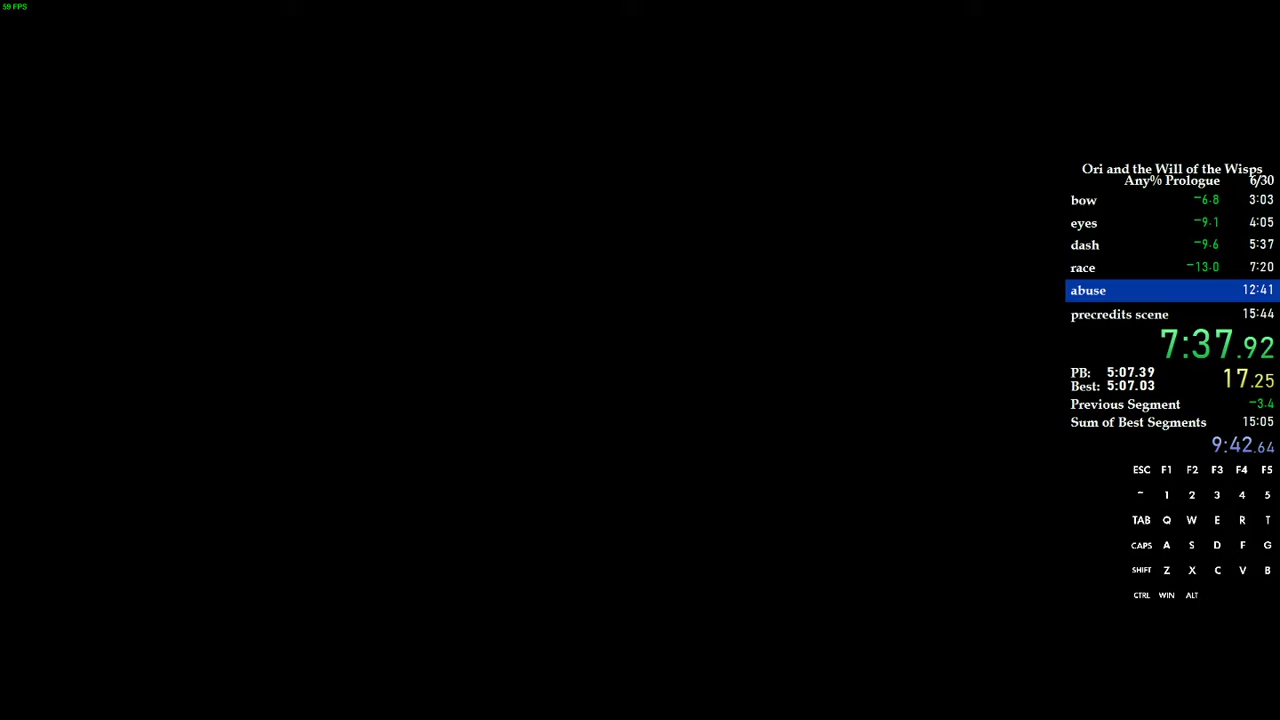 59 FPS
Ori and the Will of the Wisps
Any% Prologue 6/30
bow -6.8 3:03
eyes -9.1 4:05
dash -9.6 5:37
race -13.0 7:20
abuse 12:41
precredits scene 15:44
7:37.92
PB: 5:07.39
17.25
Best: 5:07.03
Previous Segment -3.4
Sum of Best Segments 15:05
9:42.64
ESC F1 F2 F3 F4 F5
~ 1 2 3 4 5
TAB Q W E R T
CAPS A S D F G
SHIFT Z X C V B
CTRL WIN ALT